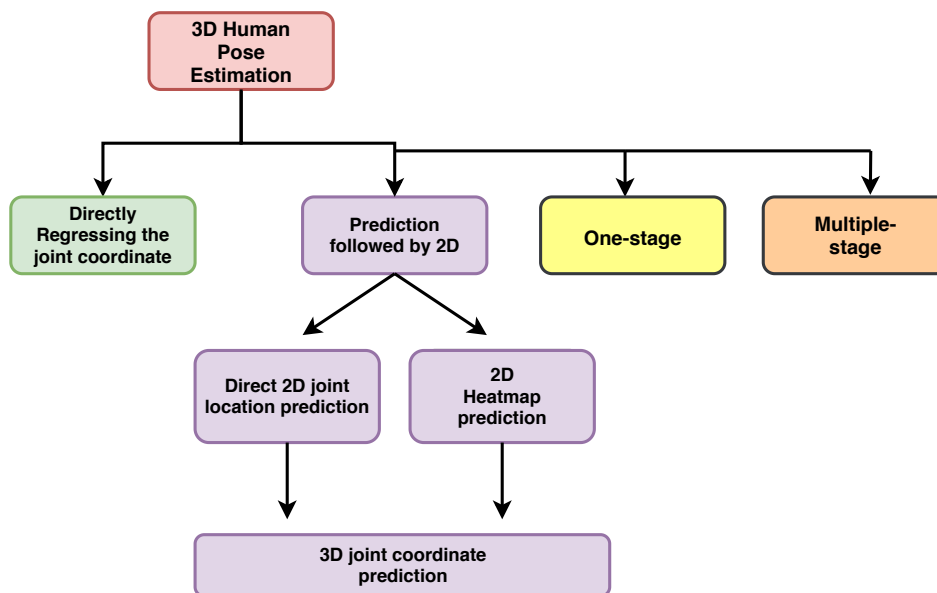 3D Human
Pose
Estimation
Directly
Regressing the
joint coordinate
Prediction
followed by 2D
One-stage
Multiple-
stage
Direct 2D joint
location prediction
2D
Heatmap
prediction
3D joint coordinate
prediction